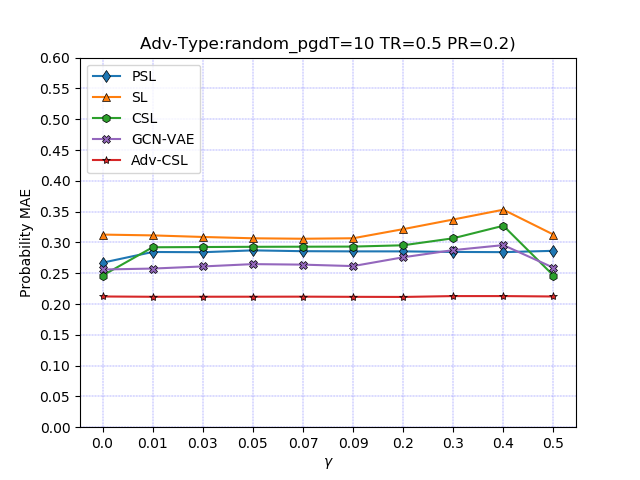 Adv-Type:random_pgdT=10 TR=0.5 PR=0.2)
0.60
0.55
0.50
0.45
0.40
0.35
0.30
0.25
0.20
0.15
0.10
0.05
0.00
Probability MAE
PSL
SL
CSL
GCN-VAE
Adv-CSL
0.0 0.01 0.03 0.05 0.07 0.09 0.2 0.3 0.4 0.5
γ